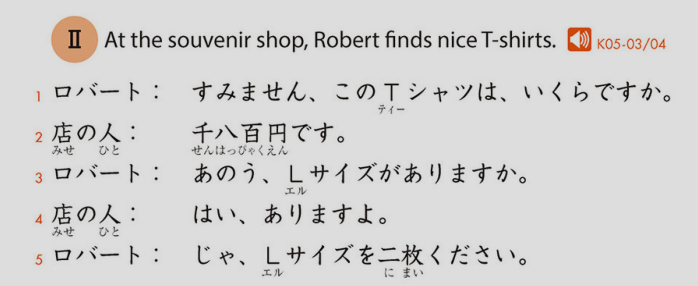 II At the souvenir shop, Robert finds nice T-shirts. K05-03/04
1 ロバート： すみません、このＴシャツは、いくらですか。
ティー
2 店の人： 千八百円です。
みせ ひと せんはっぴゃくえん
3 ロバート： あのう、Ｌサイズがありますか。
エル
4 店の人： はい、ありますよ。
みせ ひと
5 ロバート： じゃ、Ｌサイズを二枚ください。
エル に まい